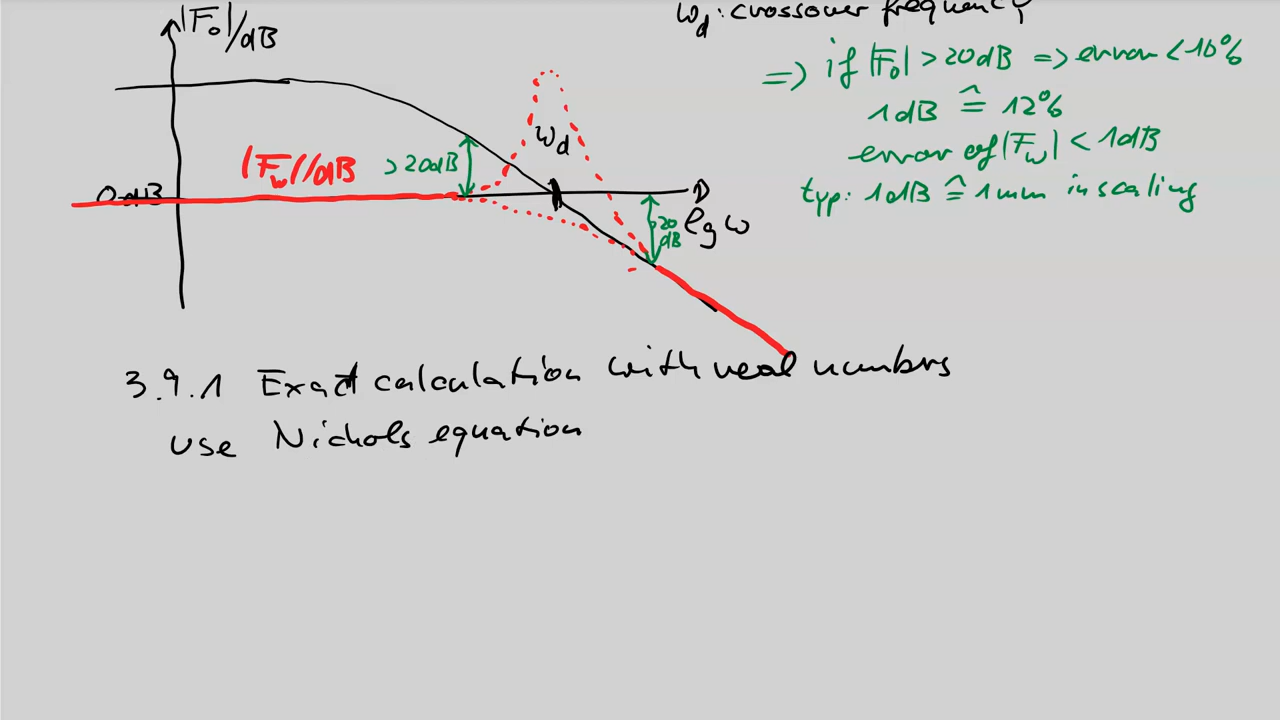 |F₀|/dB
ω_d: crossover frequency
=> if |F₀| > 20dB => error < 10%
1dB ≙ 12%
error of |F_w| < 1dB
typ: 1dB ≙ 1mm in scaling
ω_d
|F_w|/dB
> 20dB
0dB
20 dB
lg ω
3.9.1 Exact calculation with real numbers
use Nichols equation